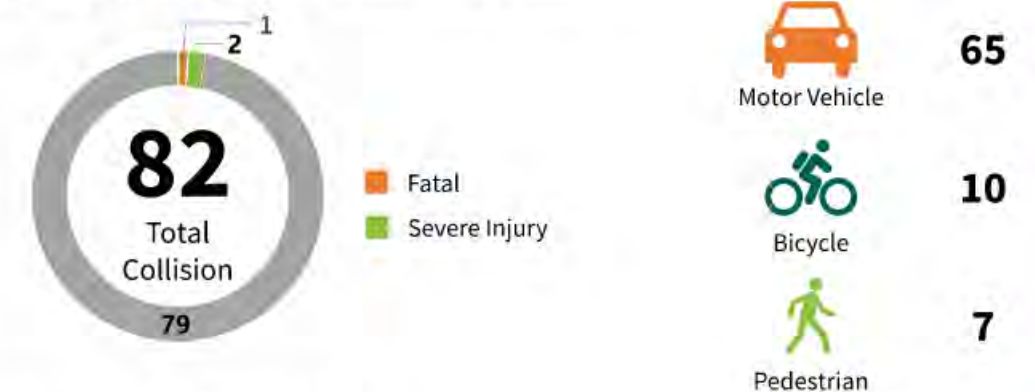 1
2
82
Total
Collision
79
Fatal
Severe Injury
65
Motor Vehicle
10
Bicycle
7
Pedestrian